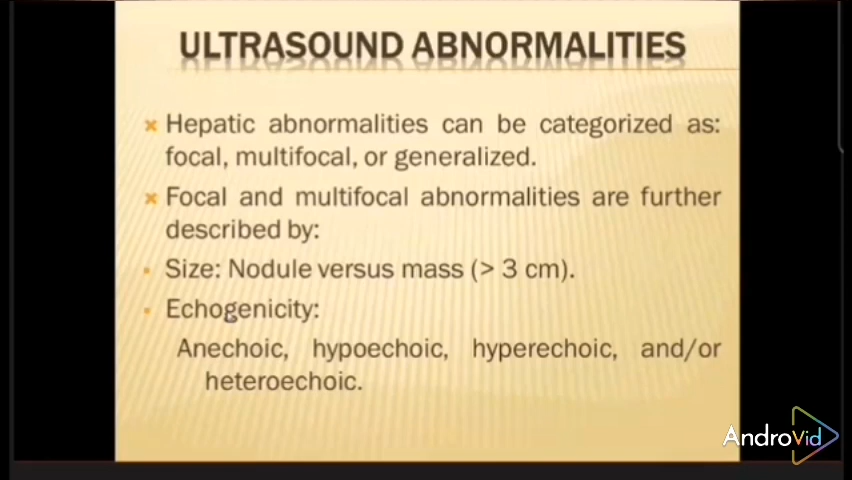 ULTRASOUND ABNORMALITIES
Hepatic abnormalities can be categorized as:
focal, multifocal, or generalized.
Focal and multifocal abnormalities are further
described by:
Size: Nodule versus mass (> 3 cm).
Echogenicity:
Anechoic, hypoechoic, hyperechoic, and/or
heteroechoic.
AndroVid